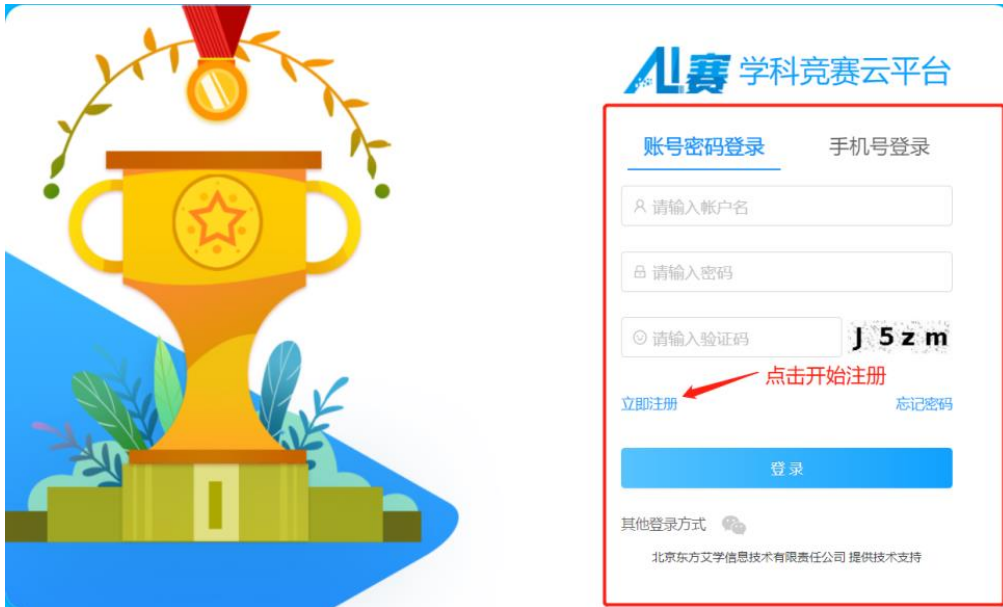 AI赛 学科竞赛云平台
账号密码登录 手机号登录
请输入帐户名
请输入密码
请输入验证码 J 5 z m
点击开始注册
立即注册 忘记密码
登录
其他登录方式
北京东方艾学信息技术有限责任公司 提供技术支持